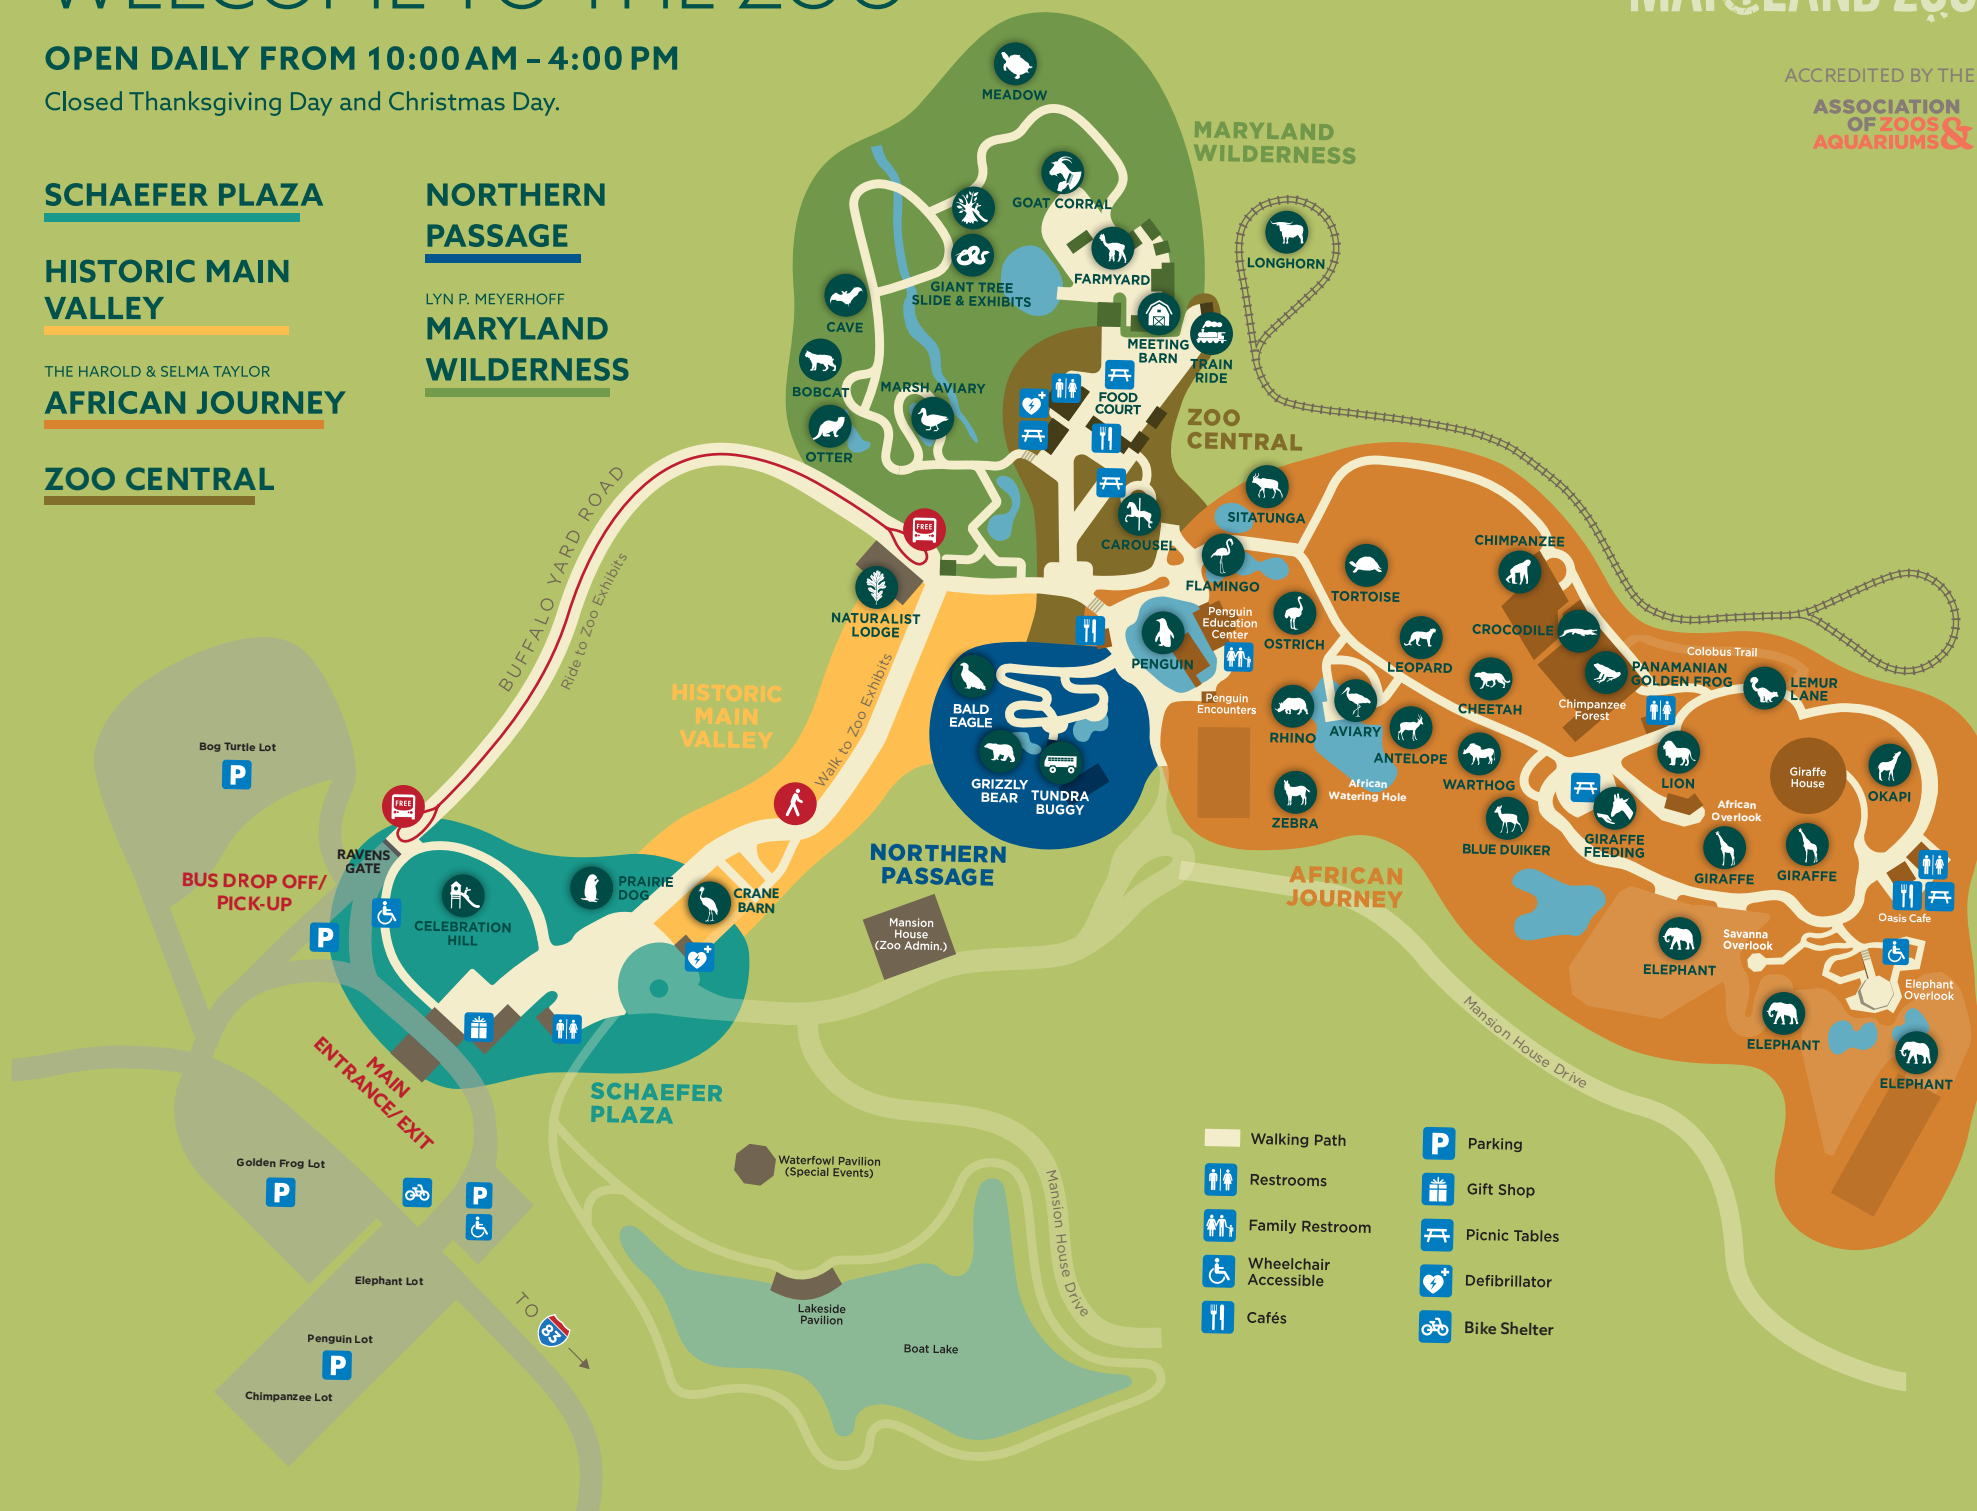 WELCOME TO THE ZOO
MARYLAND ZOO
OPEN DAILY FROM 10:00 AM – 4:00 PM
Closed Thanksgiving Day and Christmas Day.
ACCREDITED BY THE
ASSOCIATION
OF ZOOS &
AQUARIUMS
SCHAEFER PLAZA
HISTORIC MAIN
VALLEY
THE HAROLD & SELMA TAYLOR
AFRICAN JOURNEY
ZOO CENTRAL
NORTHERN
PASSAGE
LYN P. MEYERHOFF
MARYLAND
WILDERNESS
MEADOW
MARYLAND
WILDERNESS
GOAT CORRAL
LONGHORN
FARMYARD
GIANT TREE
SLIDE & EXHIBITS
CAVE
MEETING
BARN
TRAIN
RIDE
BOBCAT
MARSH AVIARY
FOOD
COURT
OTTER
ZOO
CENTRAL
SITATUNGA
CAROUSEL
FREE
BUFFALO YARD ROAD
Ride to Zoo Exhibits
NATURALIST
LODGE
FLAMINGO
TORTOISE
CHIMPANZEE
Penguin
Education
Center
OSTRICH
CROCODILE
PENGUIN
LEOPARD
Colobus Trail
PANAMANIAN
GOLDEN FROG
LEMUR
LANE
Penguin
Encounters
CHEETAH
Chimpanzee
Forest
HISTORIC
MAIN
VALLEY
Walk to Zoo Exhibits
BALD
EAGLE
RHINO
AVIARY
ANTELOPE
WARTHOG
LION
Giraffe
House
OKAPI
GRIZZLY
BEAR
TUNDRA
BUGGY
African
Watering Hole
ZEBRA
African
Overlook
BLUE DUIKER
GIRAFFE
FEEDING
GIRAFFE
GIRAFFE
Bog Turtle Lot
P
FREE
RAVENS
GATE
BUS DROP OFF/
PICK-UP
P
PRAIRIE
DOG
CRANE
BARN
CELEBRATION
HILL
NORTHERN
PASSAGE
AFRICAN
JOURNEY
Mansion
House
(Zoo Admin.)
Oasis Cafe
Savanna
Overlook
ELEPHANT
Elephant
Overlook
ELEPHANT
ELEPHANT
Mansion House Drive
MAIN
ENTRANCE/EXIT
SCHAEFER
PLAZA
Waterfowl Pavilion
(Special Events)
Mansion House Drive
Golden Frog Lot
P
P
Elephant Lot
TO
83
Penguin Lot
P
Chimpanzee Lot
Lakeside
Pavilion
Boat Lake
Walking Path
Restrooms
Family Restroom
Wheelchair
Accessible
Cafés
P Parking
Gift Shop
Picnic Tables
Defibrillator
Bike Shelter